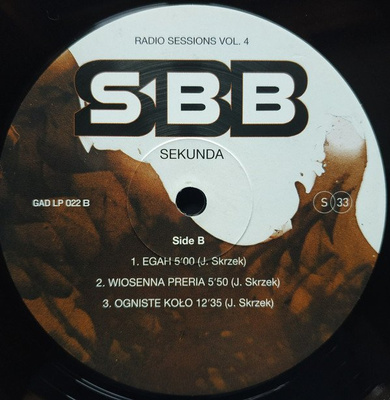 RADIO SESSIONS VOL. 4
SBB
SEKUNDA
GAD LP 022 B
S 33
Side B
1. EGAH 5'00 (J. Skrzek)
2. WIOSENNA PRERIA 5'50 (J. Skrzek)
3. OGNISTE KOŁO 12'35 (J. Skrzek)